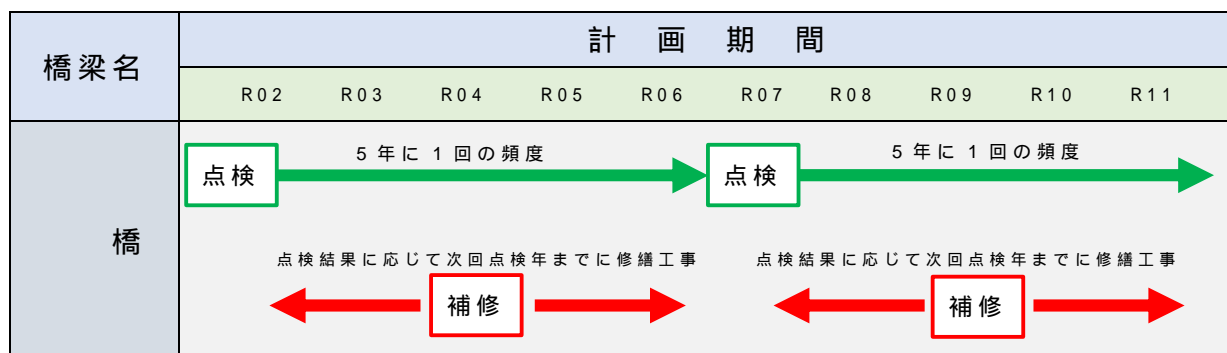 橋梁名
計画期間
R02 R03 R04 R05 R06 R07 R08 R09 R10 R11
橋
点検
5年に1回の頻度
点検
5年に1回の頻度
点検結果に応じて次回点検年までに修繕工事
点検結果に応じて次回点検年までに修繕工事
補修
補修